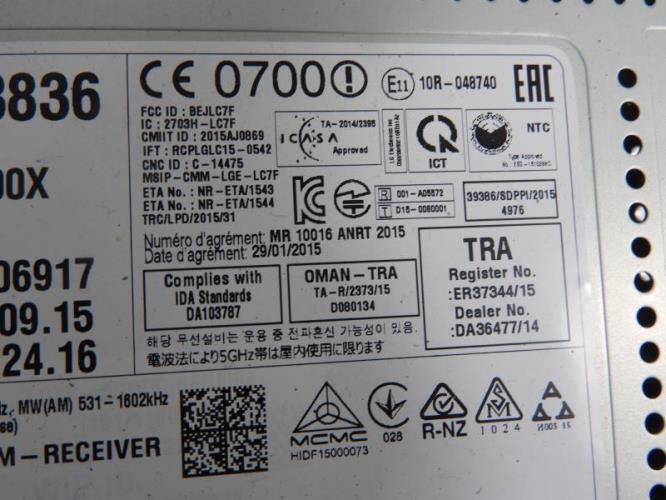 3836
00X
06917
09.15
24.16
CE 0700
E11 10R-048740
EAC
FCC ID : BEJLC7F
IC : 2703H-LC7F
CMIIT ID : 2015AJ0869
IFT : RCPLGLC15-0542
CNC ID : C-14475
MSIP-CMM-LGE-LC7F
ETA No. : NR-ETA/1543
ETA No. : NR-ETA/1544
TRC/LPD/2015/31
TA-2014/2395
ICASA
Approved
ICT
NTC
Type Approved
R 001-A05572
T D15-0060001
39386/SDPPI/2015
4976
Numéro d'agrément: MR 10016 ANRT 2015
Date d'agrément: 29/01/2015
Complies with
IDA Standards
DA103787
OMAN-TRA
TA-R/2373/15
D080134
TRA
Register No.
:ER37344/15
Dealer No.
:DA36477/14
해당 무선설비는 운용 중 전파혼신 가능성이 있음.
電波法により5GHz帯は屋内使用に限ります
Hz, MW(AM) 531-1602kHz
M-RECEIVER
MCMC
HIDF15000073
028
R-NZ
1024